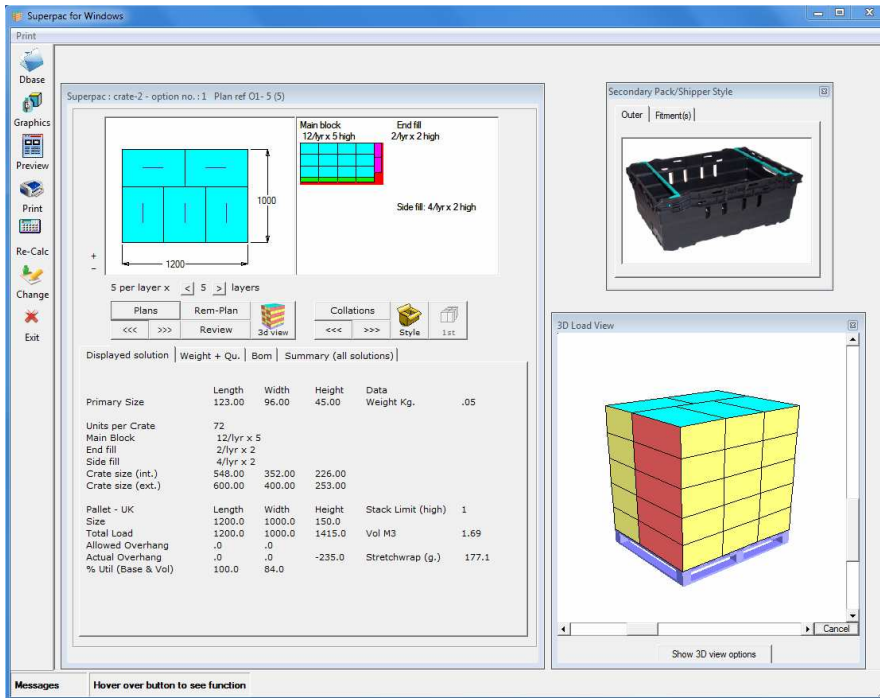 Superpac for Windows
Print
Dbase
Graphics
Preview
Print
Re-Calc
Change
Exit
Superpac : crate-2 - option no. : 1 Plan ref O1- 5 (5)
1000
1200
+
-
Main block End fill
12/lyr x 5 high 2/lyr x 2 high
Side fill: 4/lyr x 2 high
5 per layer x < 5 > layers
Plans Rem-Plan 3d view Collations Style 1st
<<< >>> Review <<< >>>
Displayed solution Weight + Qu. Bom Summary (all solutions)
Length Width Height Data
Primary Size 123.00 96.00 45.00 Weight Kg. .05
Units per Crate 72
Main Block 12/lyr x 5
End fill 2/lyr x 2
Side fill 4/lyr x 2
Crate size (int.) 548.00 352.00 226.00
Crate size (ext.) 600.00 400.00 253.00
Pallet - UK Length Width Height Stack Limit (high) 1
Size 1200.0 1000.0 150.0
Total Load 1200.0 1000.0 1415.0 Vol M3 1.69
Allowed Overhang .0 .0
Actual Overhang .0 .0 -235.0 Stretchwrap (g.) 177.1
% Util (Base & Vol) 100.0 84.0
Secondary Pack/Shipper Style
Outer Fitment(s)
3D Load View
Cancel
Show 3D view options
Messages Hover over button to see function